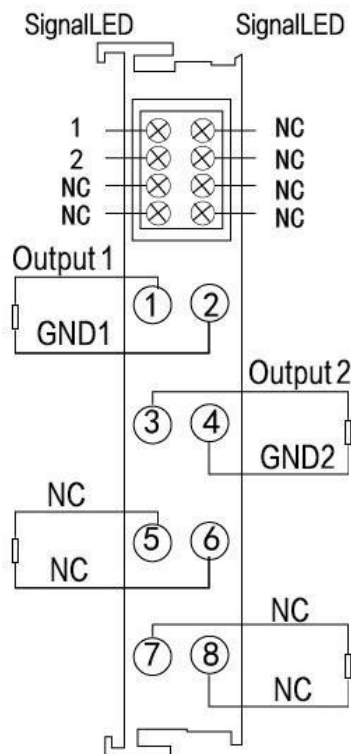 SignalLED SignalLED
1 NC
2 NC
NC NC
NC NC
Output 1
1 2
GND1
Output 2
3 4
GND2
NC
5 6
NC
NC
7 8
NC